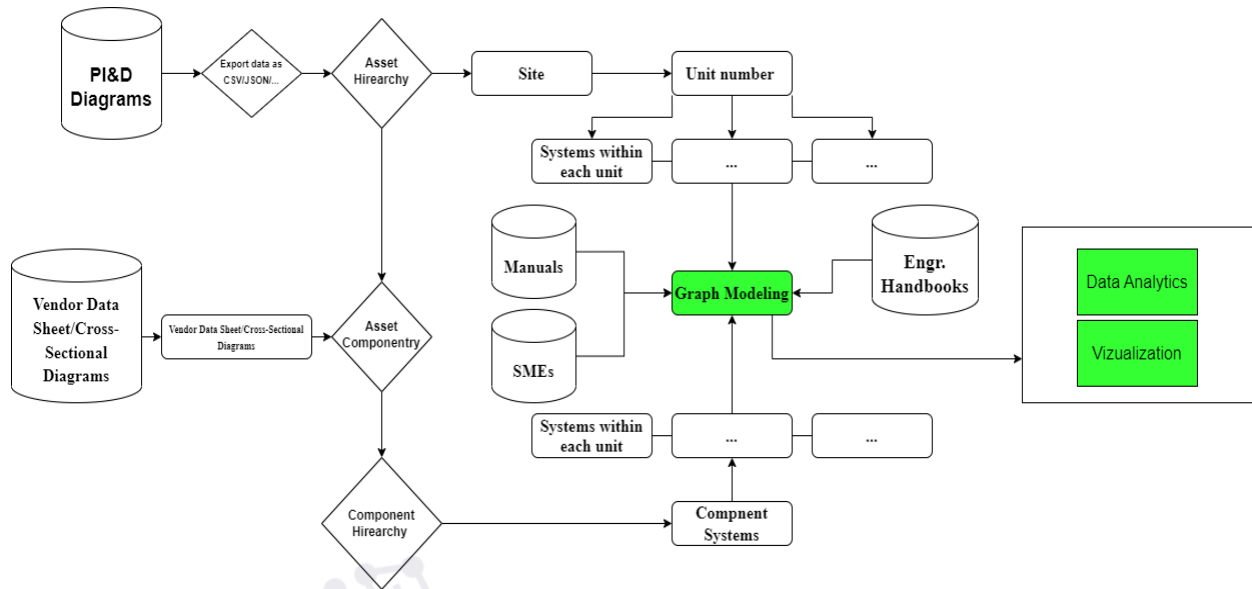 PI&D
Diagrams
Export data as
CSV/JSON/...
Asset
Hirearchy
Site
Unit number
Systems within
each unit
...
...
Manuals
SMEs
Graph Modeling
Engr.
Handbooks
Data Analytics
Vizualization
Vendor Data
Sheet/Cross-
Sectional
Diagrams
Vendor Data Sheet/Cross-Sectional
Diagrams
Asset
Componentry
Systems within
each unit
...
...
Component
Hirearchy
Compnent
Systems